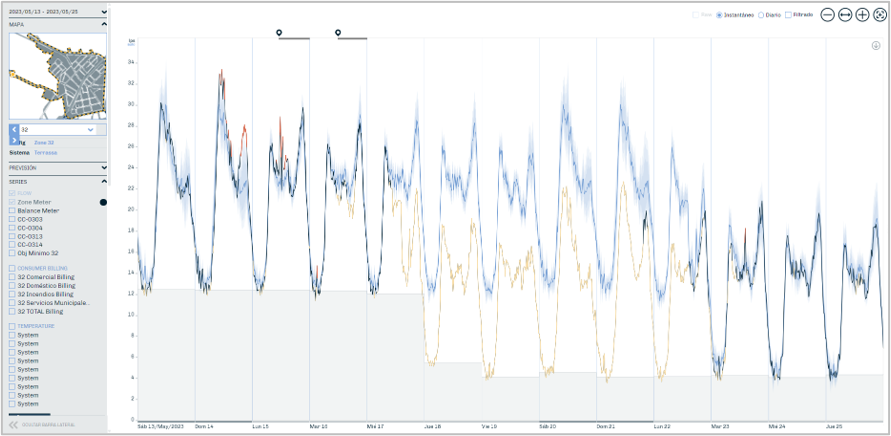 2023/05/13 - 2023/05/25
MAPA
32
Zone 32
Sistema Terrassa
PREVISIÓN
SERIES
FLOW
Zone Meter
Balance Meter
CC-0303
CC-0304
CC-0313
CC-0314
Obj Minimo 32
CONSUMER BILLING
32 Comercial Billing
32 Doméstico Billing
32 Incendios Billing
32 Servicios Municipale..
32 TOTAL Billing
TEMPERATURE
System
System
System
System
System
System
System
System
System
Instantáneo
Diario
Filtrado
34
32
30
28
26
24
22
20
18
16
14
12
10
8
6
4
2
0
Sáb 13/May/2023 Dom 14 Lun 15 Mar 16 Mié 17 Jue 18 Vie 19 Sáb 20 Dom 21 Lun 22 Mar 23 Mié 24 Jue 25